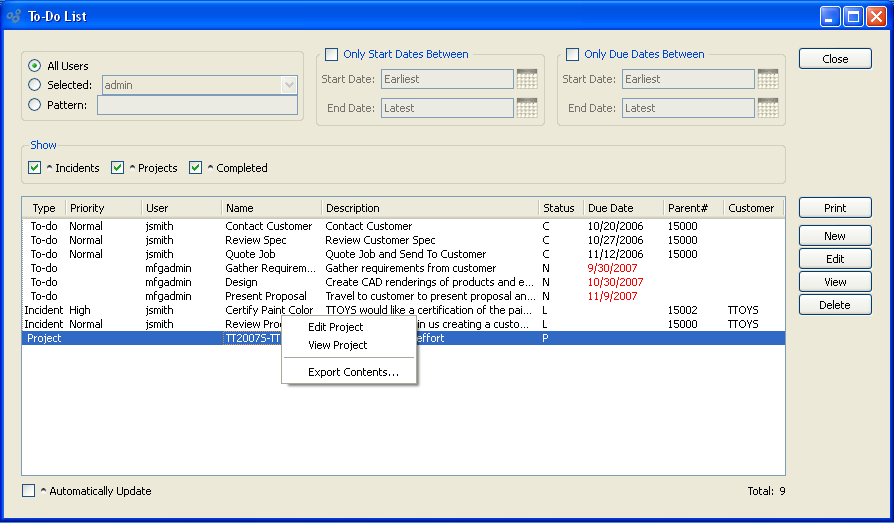 To-Do List
All Users
Selected: admin
Pattern:
Only Start Dates Between
Start Date: Earliest
End Date: Latest
Only Due Dates Between
Start Date: Earliest
End Date: Latest
Close
Show
^ Incidents ^ Projects ^ Completed
Type Priority User Name Description Status Due Date Parent# Customer
To-do Normal jsmith Contact Customer Contact Customer C 10/20/2006 15000
To-do Normal jsmith Review Spec Review Customer Spec C 10/27/2006 15000
To-do Normal jsmith Quote Job Quote Job and Send To Customer C 11/12/2006 15000
To-do mfgadmin Gather Requirem... Gather requirements from customer N 9/30/2007
To-do mfgadmin Design Create CAD renderings of products and e... N 10/30/2007
To-do mfgadmin Present Proposal Travel to customer to present proposal an... N 11/9/2007
Incident High jsmith Certify Paint Color TTOYS would like a certification of the pai... L 15002 TTOYS
Incident Normal jsmith Review Produ in us creating a custo... L 15000 TTOYS
Project TT2007S-TT effort P
Edit Project
View Project
Export Contents...
Print
New
Edit
View
Delete
^ Automatically Update
Total: 9